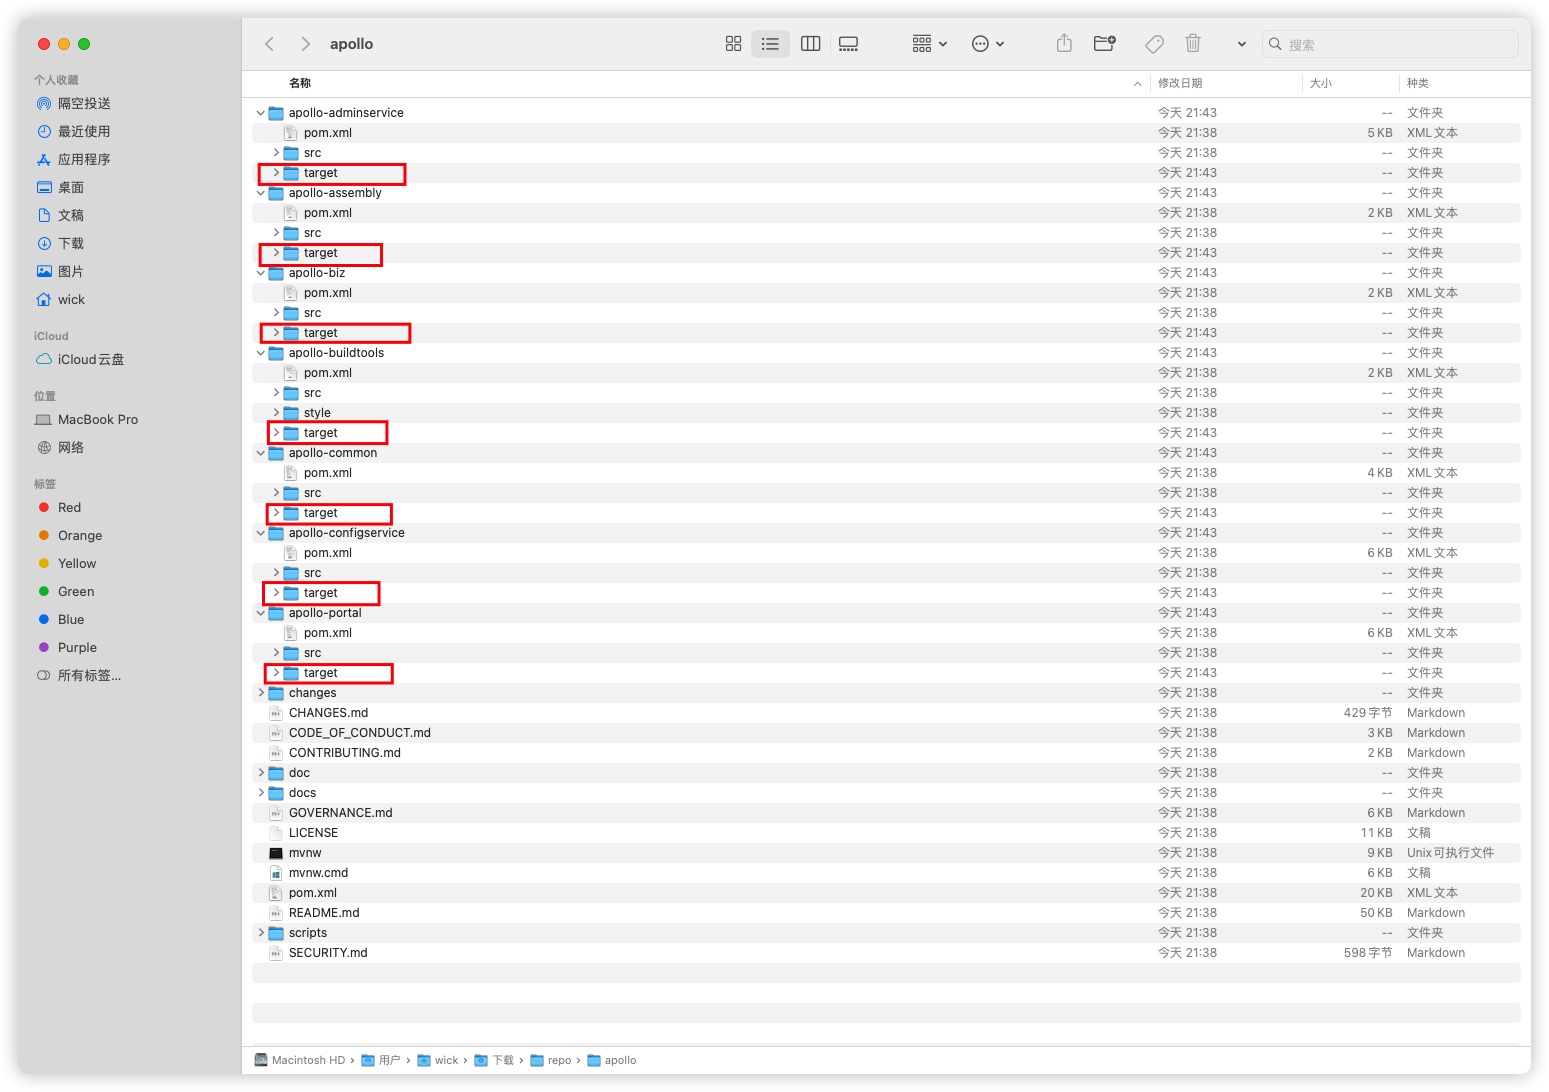 apollo
搜索
个人收藏
隔空投送
最近使用
应用程序
桌面
文稿
下载
图片
wick
iCloud
iCloud云盘
位置
MacBook Pro
网络
标签
Red
Orange
Yellow
Green
Blue
Purple
所有标签...
名称 修改日期 大小 种类
apollo-adminservice 今天 21:43 -- 文件夹
pom.xml 今天 21:38 5 KB XML文本
src 今天 21:38 -- 文件夹
target 今天 21:43 -- 文件夹
apollo-assembly 今天 21:43 -- 文件夹
pom.xml 今天 21:38 2 KB XML文本
src 今天 21:38 -- 文件夹
target 今天 21:43 -- 文件夹
apollo-biz 今天 21:43 -- 文件夹
pom.xml 今天 21:38 2 KB XML文本
src 今天 21:38 -- 文件夹
target 今天 21:43 -- 文件夹
apollo-buildtools 今天 21:43 -- 文件夹
pom.xml 今天 21:38 2 KB XML文本
src 今天 21:38 -- 文件夹
style 今天 21:38 -- 文件夹
target 今天 21:43 -- 文件夹
apollo-common 今天 21:43 -- 文件夹
pom.xml 今天 21:38 4 KB XML文本
src 今天 21:38 -- 文件夹
target 今天 21:43 -- 文件夹
apollo-configservice 今天 21:43 -- 文件夹
pom.xml 今天 21:38 6 KB XML文本
src 今天 21:38 -- 文件夹
target 今天 21:43 -- 文件夹
apollo-portal 今天 21:43 -- 文件夹
pom.xml 今天 21:38 6 KB XML文本
src 今天 21:38 -- 文件夹
target 今天 21:43 -- 文件夹
changes 今天 21:38 -- 文件夹
CHANGES.md 今天 21:38 429字节 Markdown
CODE_OF_CONDUCT.md 今天 21:38 3 KB Markdown
CONTRIBUTING.md 今天 21:38 2 KB Markdown
doc 今天 21:38 -- 文件夹
docs 今天 21:38 -- 文件夹
GOVERNANCE.md 今天 21:38 6 KB Markdown
LICENSE 今天 21:38 11 KB 文稿
mvnw 今天 21:38 9 KB Unix可执行文件
mvnw.cmd 今天 21:38 6 KB 文稿
pom.xml 今天 21:38 20 KB XML文本
README.md 今天 21:38 50 KB Markdown
scripts 今天 21:38 -- 文件夹
SECURITY.md 今天 21:38 598字节 Markdown
Macintosh HD › 用户 › wick › 下载 › repo › apollo